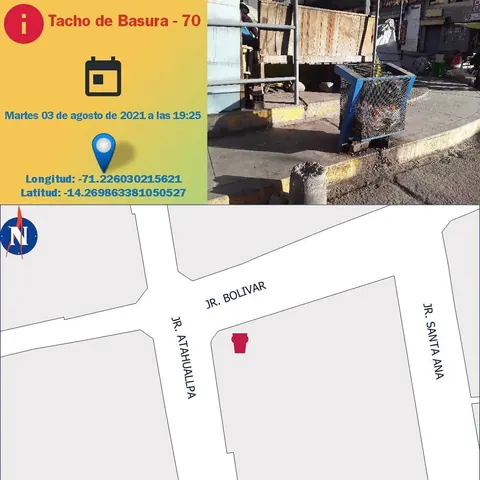 i
Tacho de Basura - 70
Martes 03 de agosto de 2021 a las 19:25
Longitud: -71.226030215621
Latitud: -14.269863381050527
N
JR. BOLIVAR
JR. ATAHUALLPA
JR. SANTA ANA